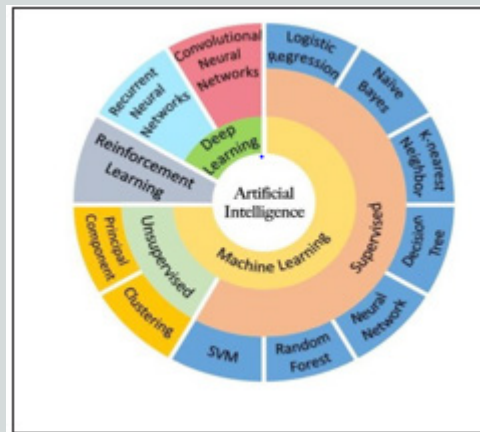 Artificial
Intelligence
Machine Learning
Deep
Learning
Supervised
Unsupervised
Reinforcement
Learning
Recurrent
Neural
Networks
Convolutional
Neural
Networks
Logistic
Regression
Naive
Bayes
K-nearest
Neighbor
Decision
Tree
Neural
Network
Random
Forest
SVM
Clustering
Principal
Component